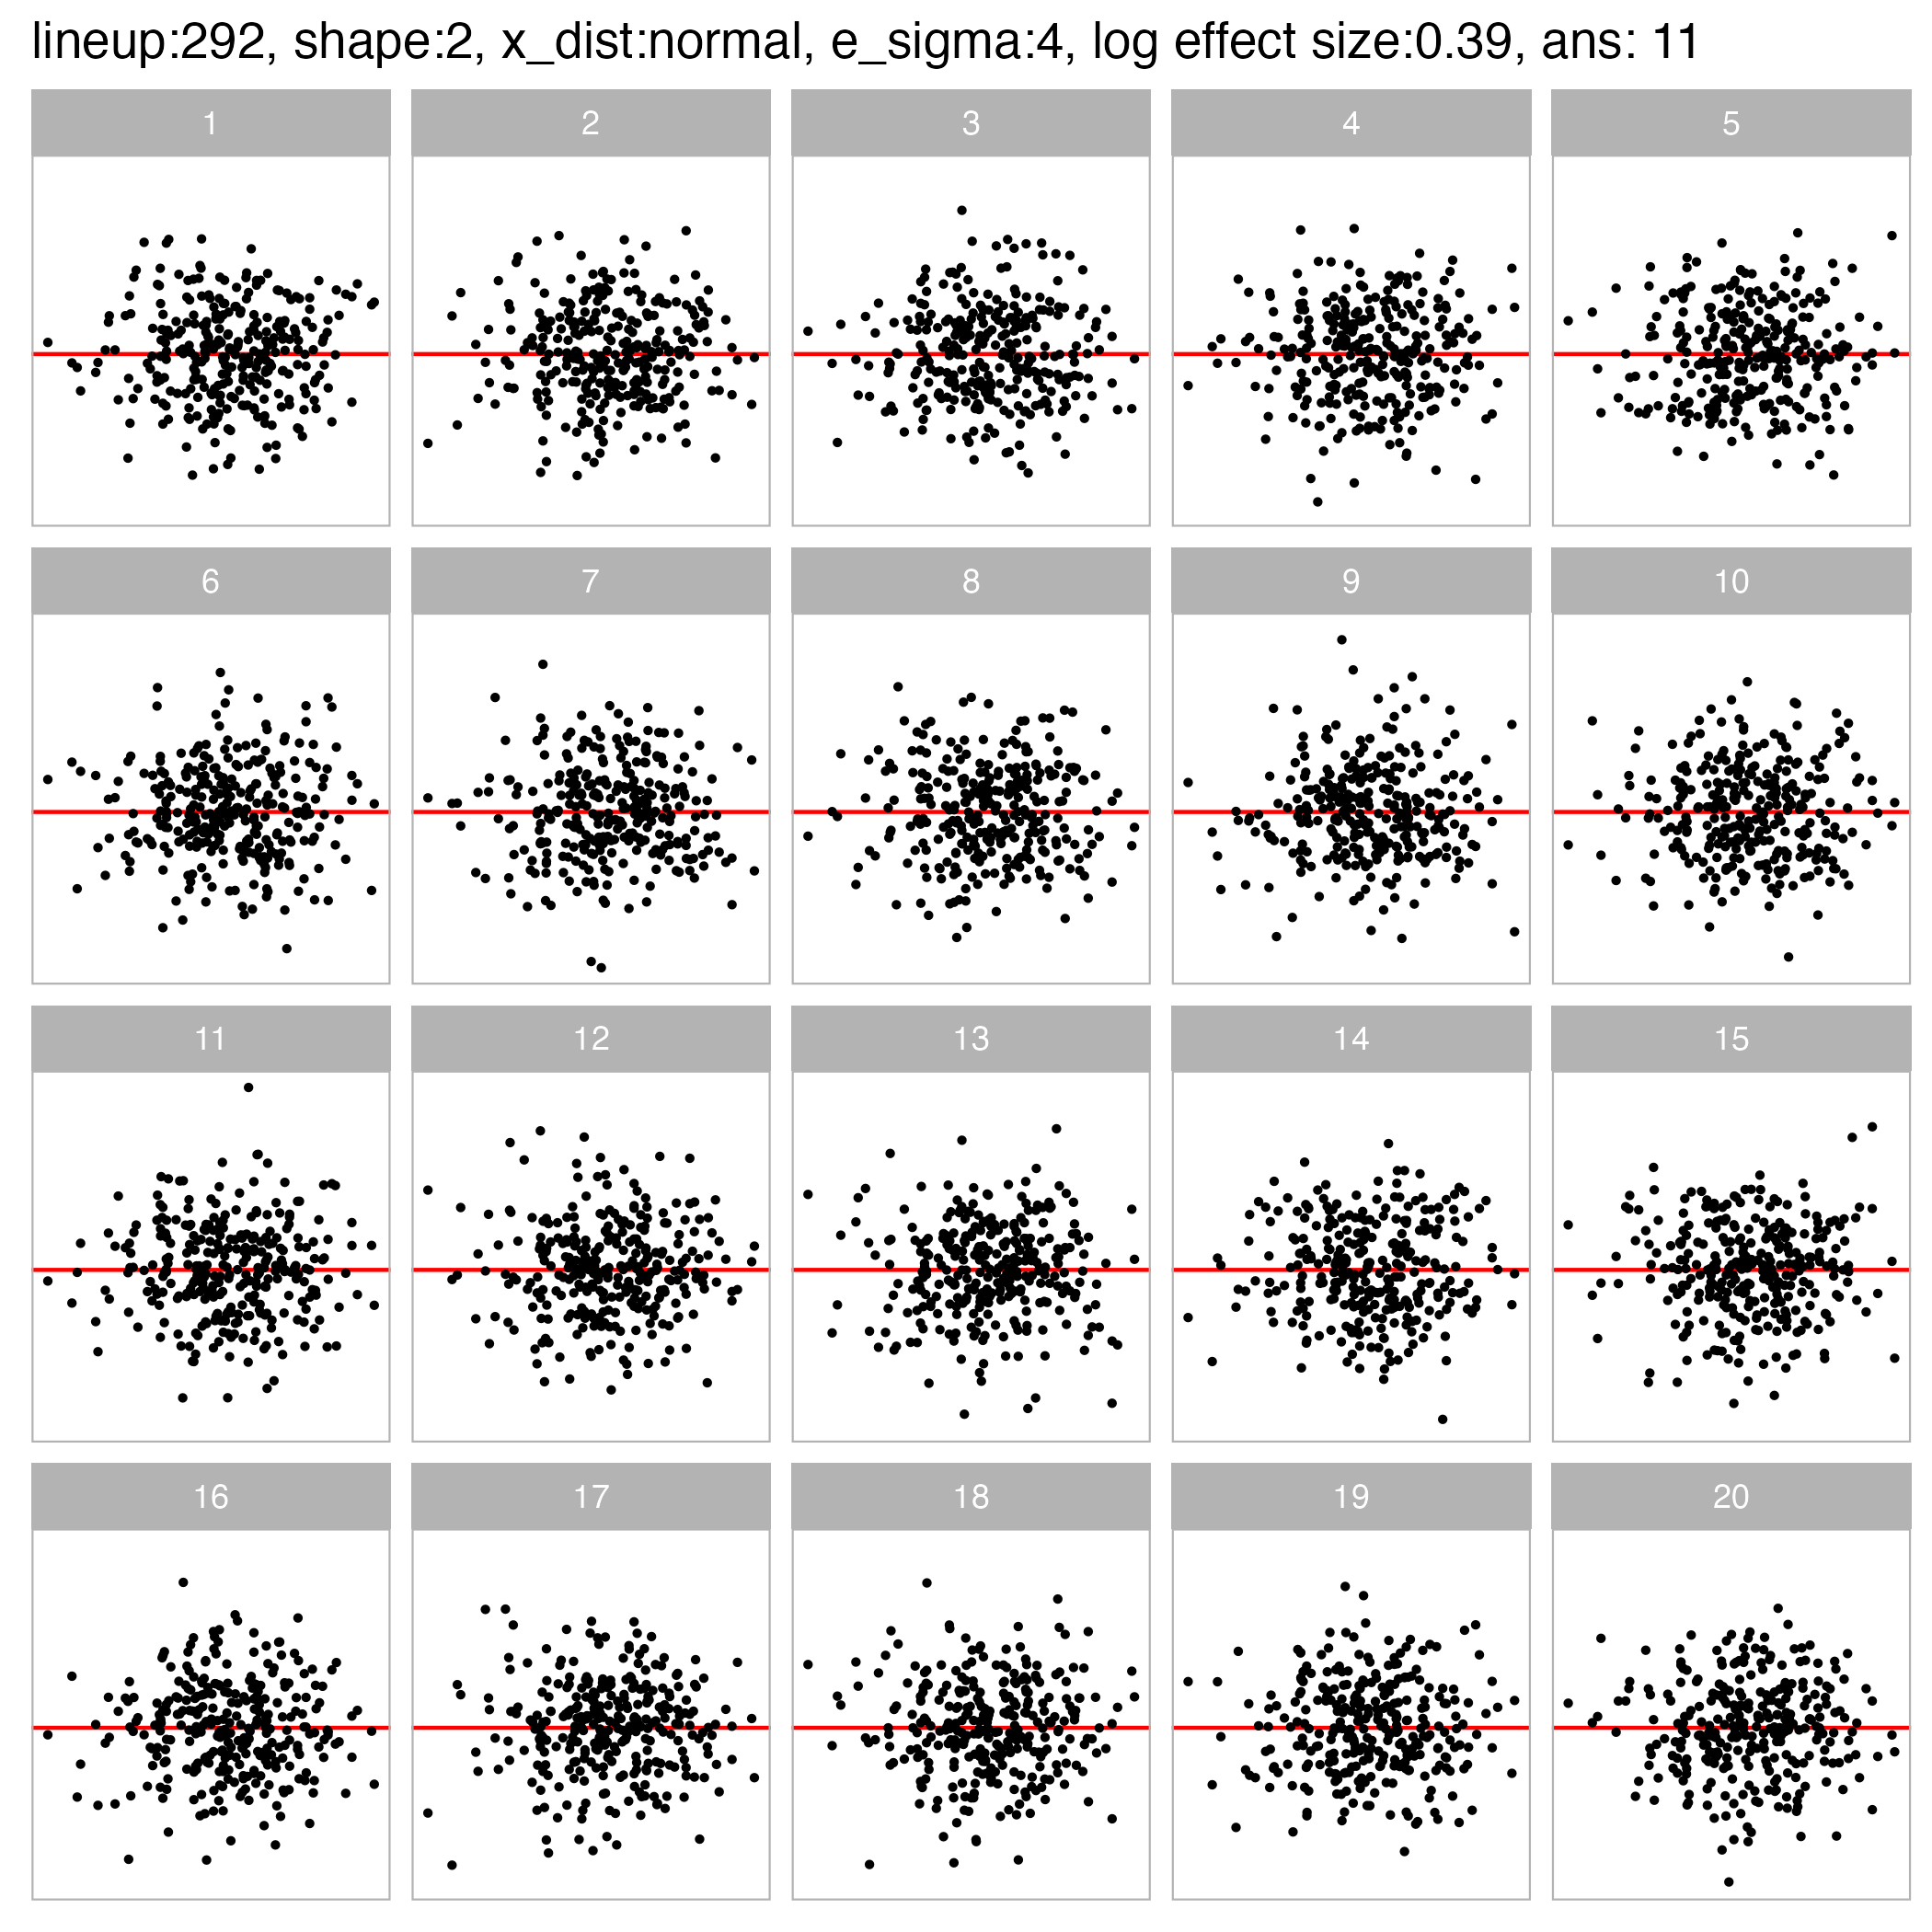 lineup:292, shape:2, x_dist:normal, e_sigma:4, log effect size:0.39, ans: 11
1 2 3 4 5
6 7 8 9 10
11 12 13 14 15
16 17 18 19 20